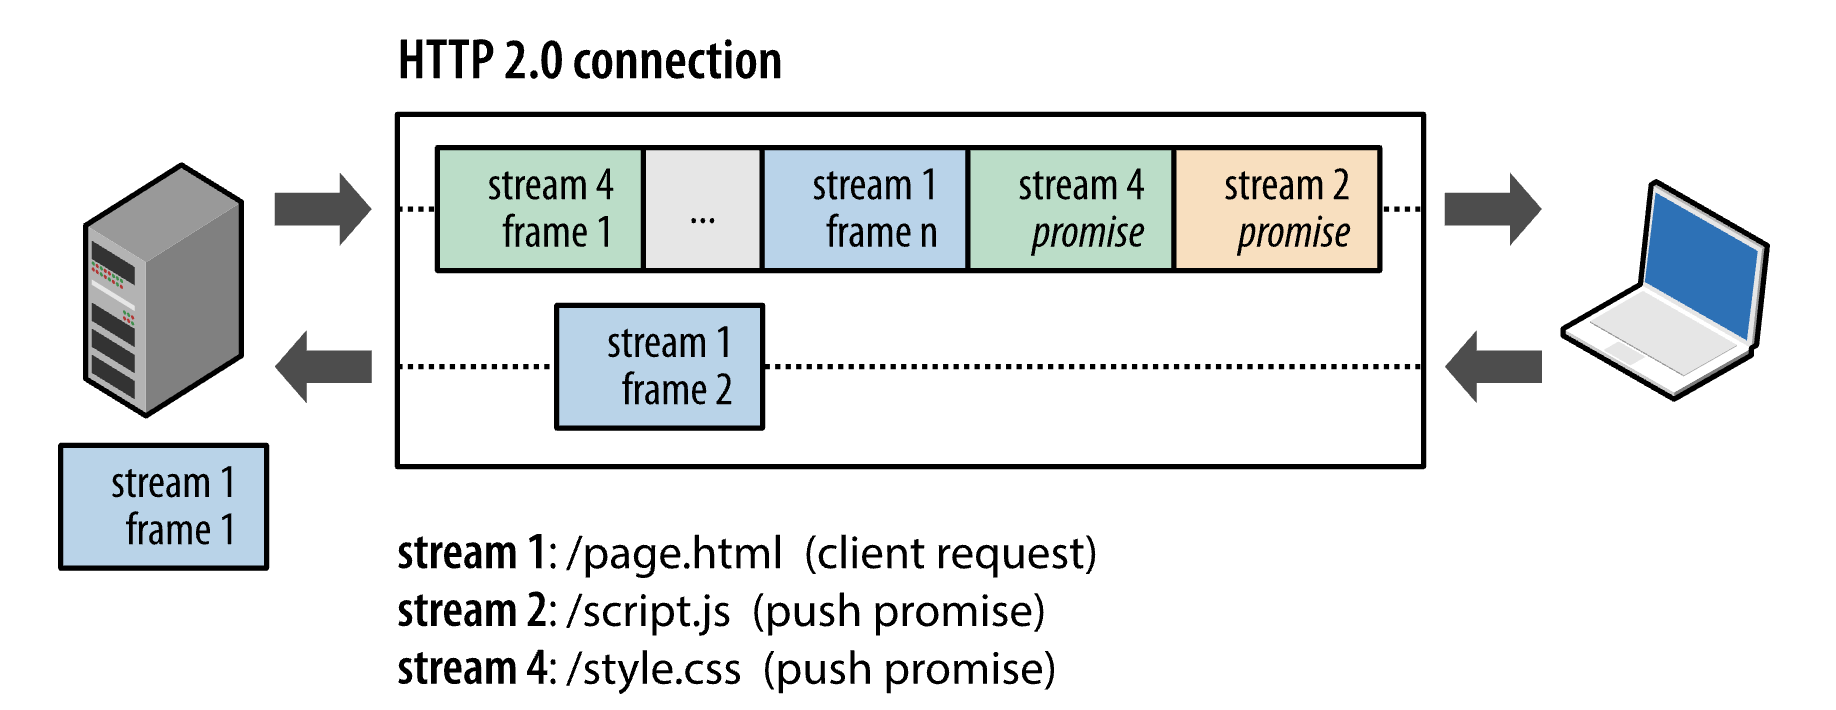 HTTP 2.0 connection
stream 4
frame 1
...
stream 1
frame n
stream 4
promise
stream 2
promise
stream 1
frame 2
stream 1
frame 1
stream 1: /page.html (client request)
stream 2: /script.js (push promise)
stream 4: /style.css (push promise)